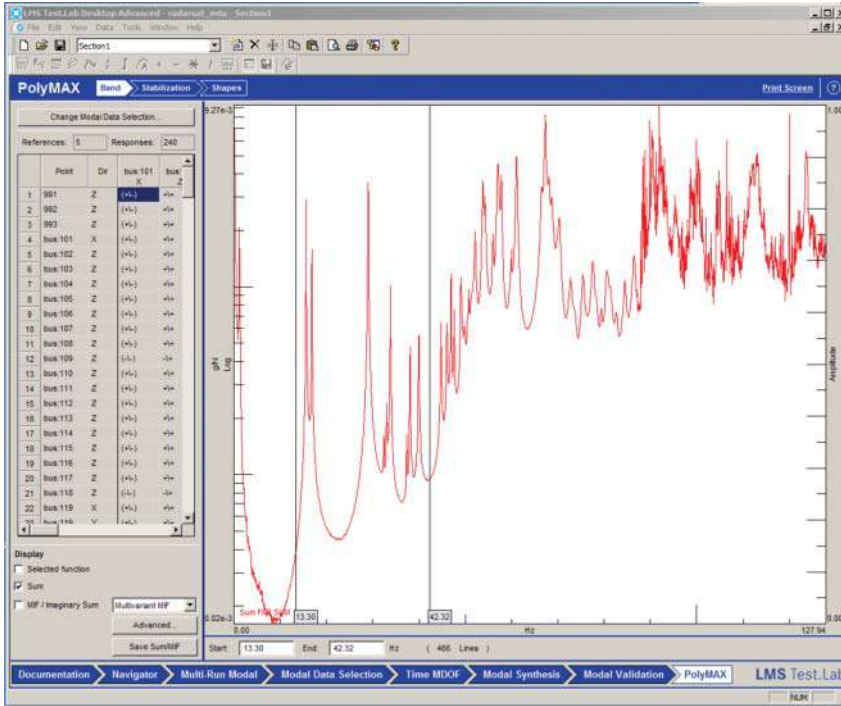 LMS Test.Lab Desktop Advanced - radarsat_mtu - Section1
File Edit View Data Tools Window Help
Section1
PolyMAX Band Stabilization Shapes Print Screen
Change Modal Data Selection...
References: 5 Responses: 240
Point Dir bus:101 X bus: Z
1 991 Z (+\-) +\+
2 992 Z (+\-) +\+
3 993 Z (+\-) +\+
4 bus:101 X (+\-) +\+
5 bus:102 Z (+\-) +\+
6 bus:103 Z (+\-) +\+
7 bus:104 Z (+\-) +\+
8 bus:105 Z (+\-) +\+
9 bus:106 Z (+\-) +\+
10 bus:107 Z (+\-) +\+
11 bus:108 Z (+\-) +\+
12 bus:109 Z (-\-) -\+
13 bus:110 Z (+\-) +\+
14 bus:111 Z (+\-) +\+
15 bus:112 Z (+\-) +\+
16 bus:113 Z (+\-) +\+
17 bus:114 Z (+\-) +\+
18 bus:115 Z (+\-) +\+
19 bus:116 Z (+\-) +\+
20 bus:117 Z (+\-) +\+
21 bus:118 Z (-\-) -\+
22 bus:119 X (+\-) +\+
23 bus:119 Y (+\-) +\+
Display
Selected function
Sum
MIF / Imaginary Sum Multivariant MIF
Advanced...
Save Sum/MIF
9.27e-3
g/N
Log
0.02e-3
Sum FRF SUM
13.30
42.32
0.00
Hz
127.94
1.00
Amplitude
0.00
Start: 13.30 End: 42.32 Hz ( 466 Lines )
Documentation Navigator Multi-Run Modal Modal Data Selection Time MDOF Modal Synthesis Modal Validation PolyMAX LMS Test.Lab
NUM